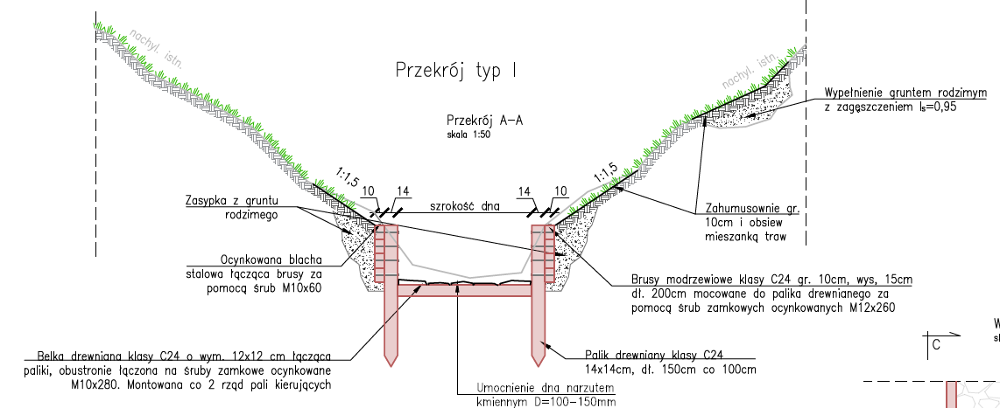 nachyl. istn.
Przekrój typ I
nachyl. istn.
Wypełnienie gruntem rodzimym
z zagęszczeniem Is=0,95
Przekrój A-A
skala 1:50
1:1,5
1:1,5
10
14
14
10
szrokość dna
Zasypka z gruntu
rodzimego
Zahumusownie gr.
10cm i obsiew
mieszanką traw
Ocynkowana blacha
stalowa łącząca brusy za
pomocą śrub M10x60
Brusy modrzewiowe klasy C24 gr. 10cm, wys, 15cm
dł. 200cm mocowane do palika drewnianego za
pomocą śrub zamkowych ocynkowanych M12x260
C
Belka drewniana klasy C24 o wym. 12x12 cm łącząca
paliki, obustronie łączona na śruby zamkowe ocynkowane
M10x280. Montowana co 2 rząd pali kierujących
Palik drewniany klasy C24
14x14cm, dł. 150cm co 100cm
Umocnienie dna narzutem
kmiennym D=100-150mm